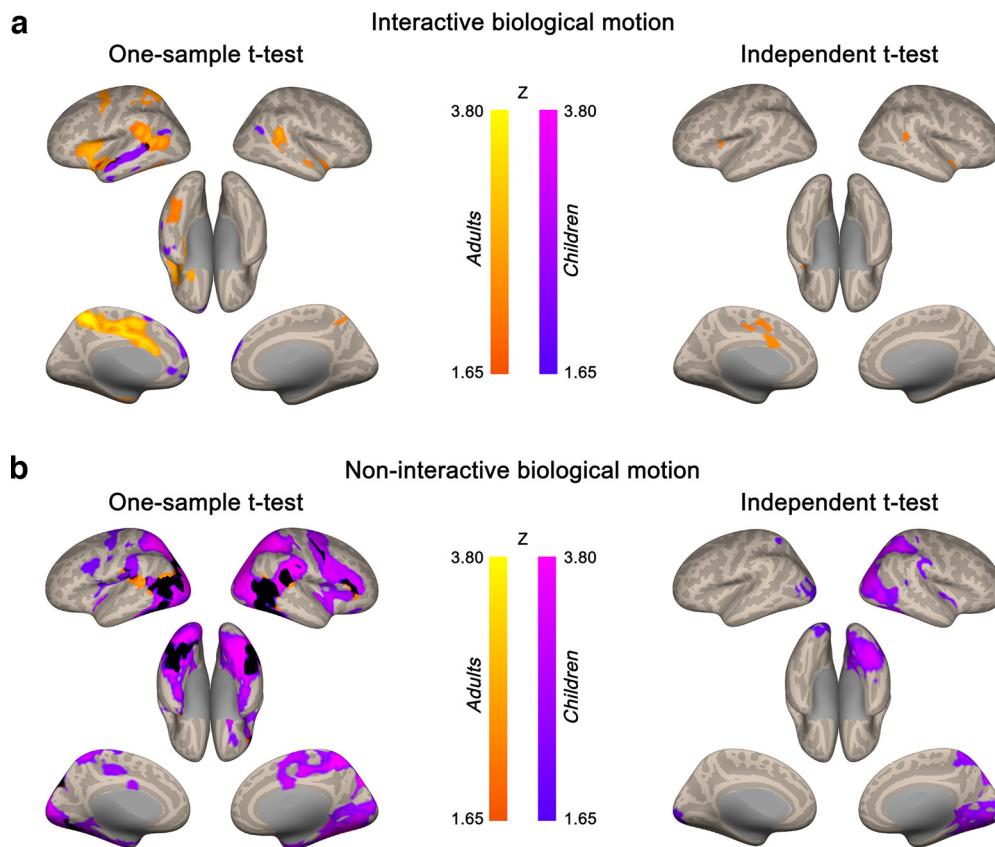 a
Interactive biological motion
One-sample t-test
Independent t-test
z
3.80
3.80
Adults
Children
1.65
1.65
b
Non-interactive biological motion
One-sample t-test
Independent t-test
z
3.80
3.80
Adults
Children
1.65
1.65